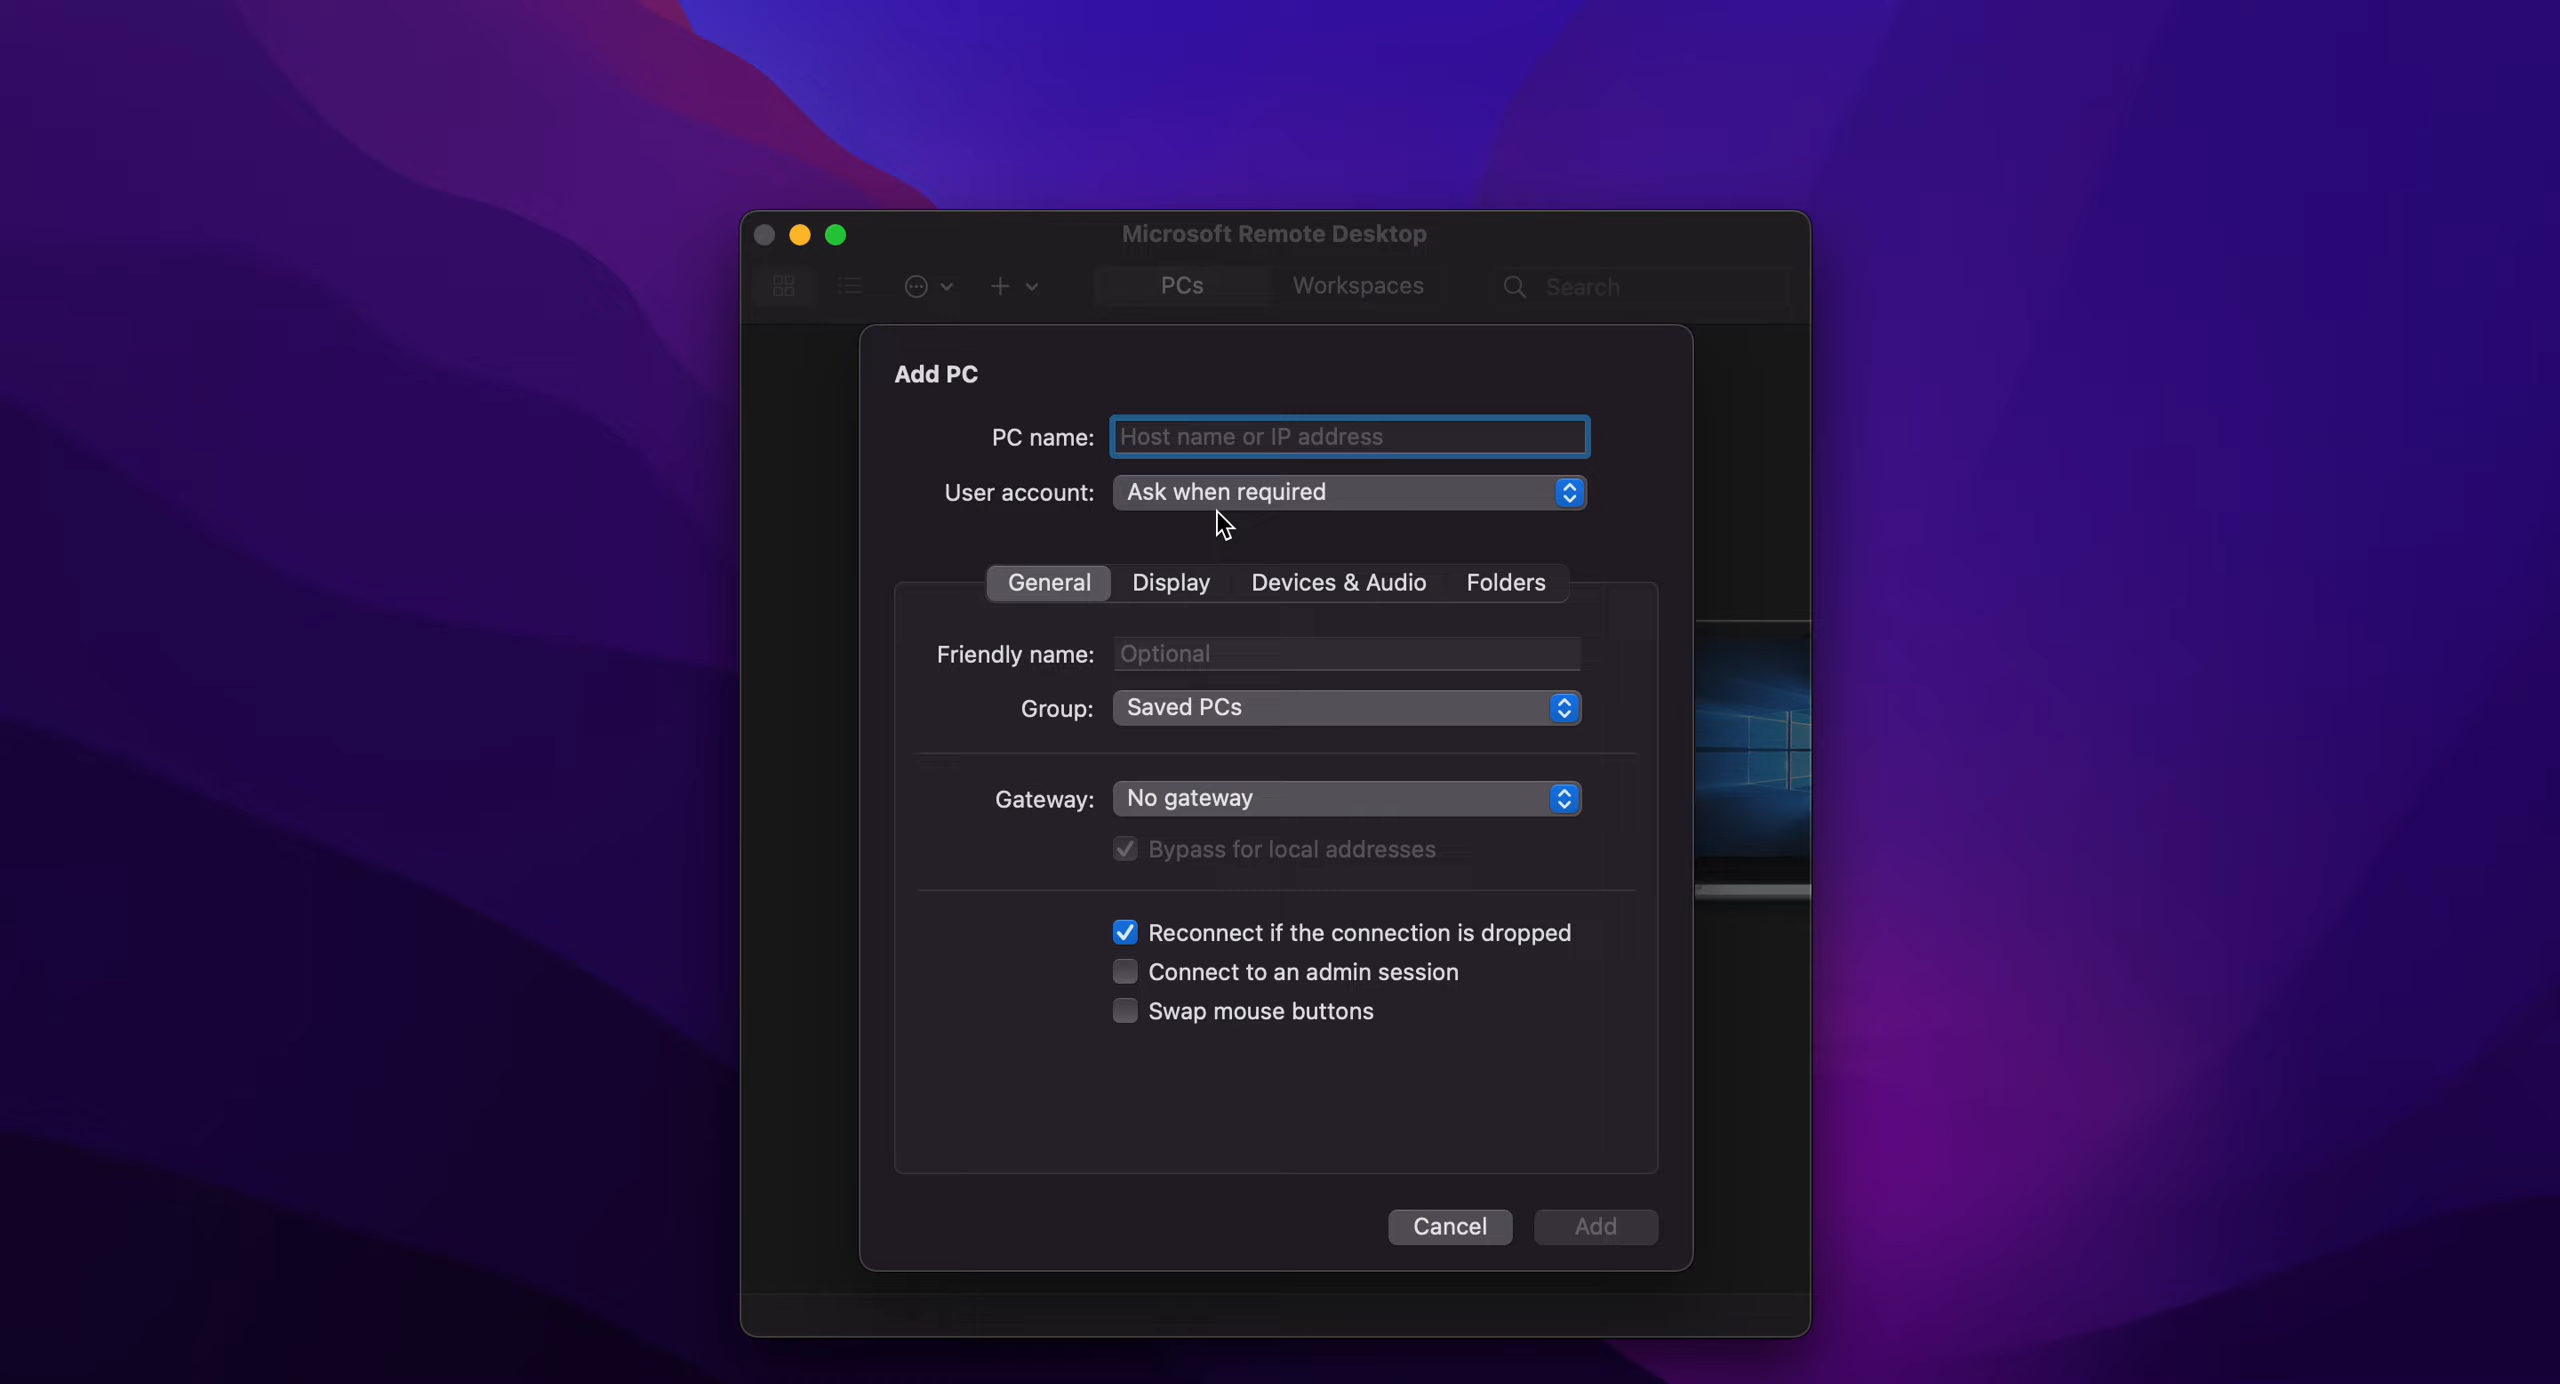 Microsoft Remote Desktop
PCs Workspaces Search
Add PC
PC name: Host name or IP address
User account: Ask when required
General Display Devices & Audio Folders
Friendly name: Optional
Group: Saved PCs
Gateway: No gateway
Bypass for local addresses
Reconnect if the connection is dropped
Connect to an admin session
Swap mouse buttons
Cancel Add